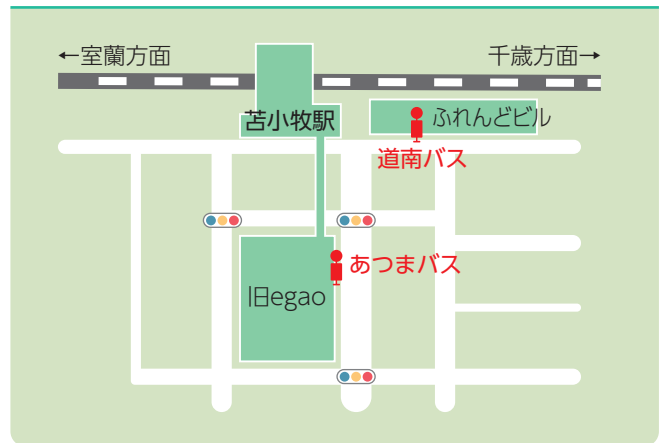 ←室蘭方面
千歳方面→
苫小牧駅
ふれんどビル
道南バス
あつまバス
旧egao